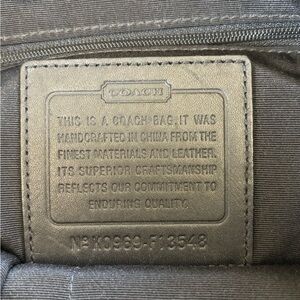 COACH
THIS IS A COACH BAG. IT WAS
HANDCRAFTED IN CHINA FROM THE
FINEST MATERIALS AND LEATHER.
ITS SUPERIOR CRAFTSMANSHIP
REFLECTS OUR COMMITMENT TO
ENDURING QUALITY.
Nº K0969-F13548